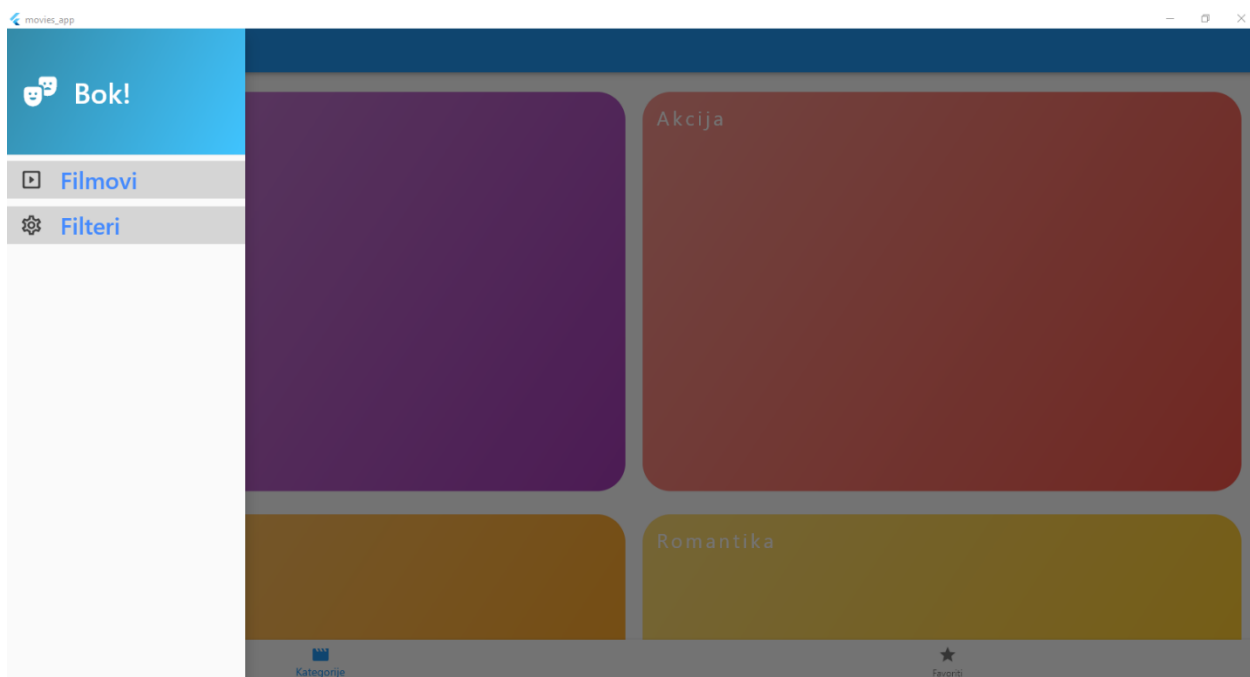 movies_app
Bok!
Filmovi
Filteri
Akcija
Romantika
Kategorije
Favoriti